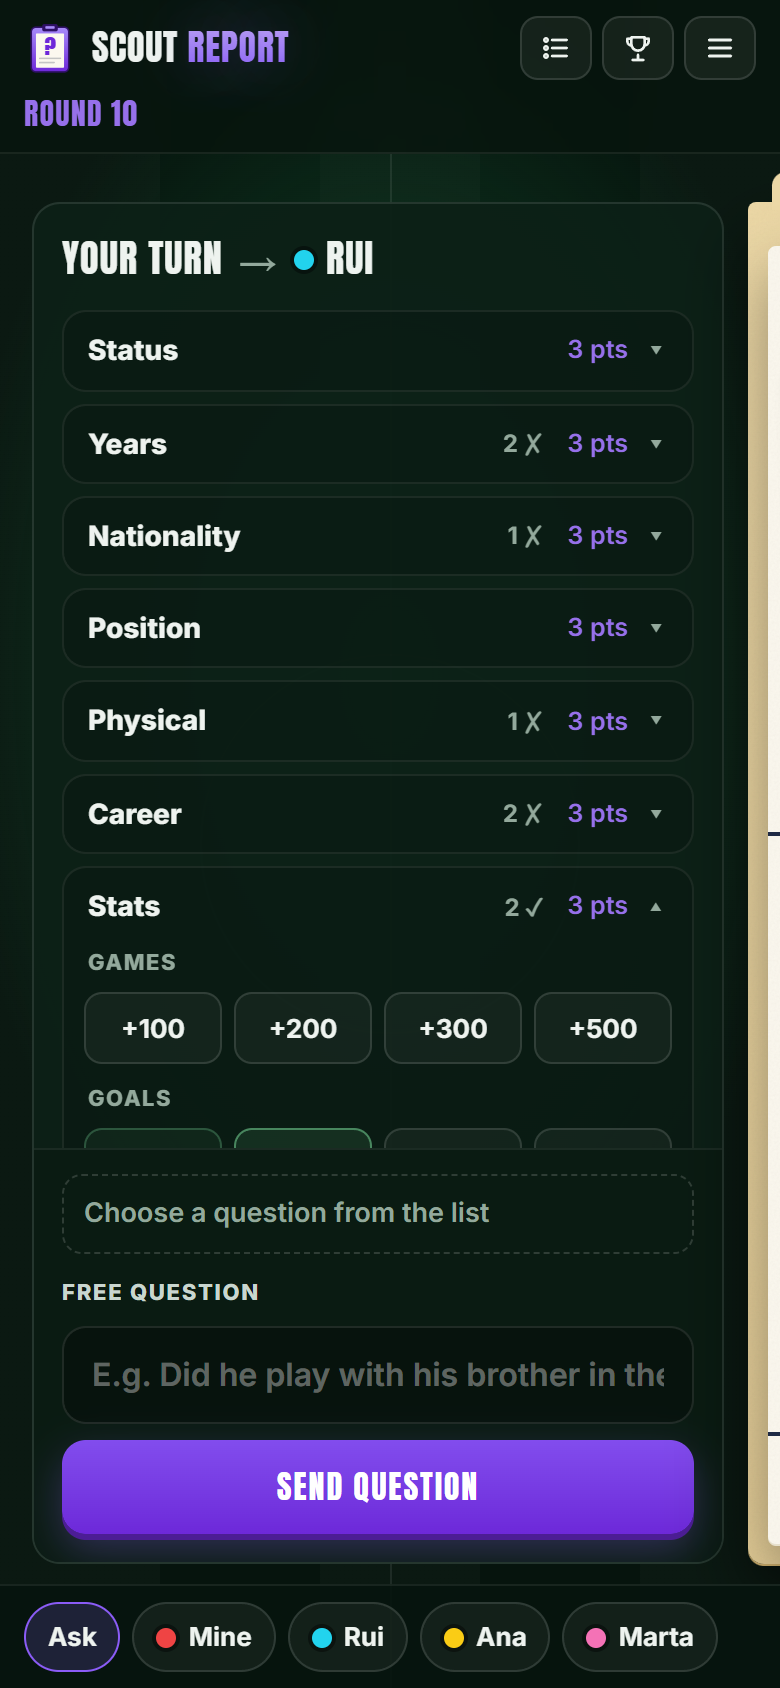 ?
SCOUT REPORT
ROUND 10
YOUR TURN → RUI
Status 3 pts ▼
Years 2 ✗ 3 pts ▼
Nationality 1 ✗ 3 pts ▼
Position 3 pts ▼
Physical 1 ✗ 3 pts ▼
Career 2 ✗ 3 pts ▼
Stats 2 ✓ 3 pts ▲
GAMES
+100 +200 +300 +500
GOALS
Choose a question from the list
FREE QUESTION
E.g. Did he play with his brother in the
SEND QUESTION
Ask Mine Rui Ana Marta